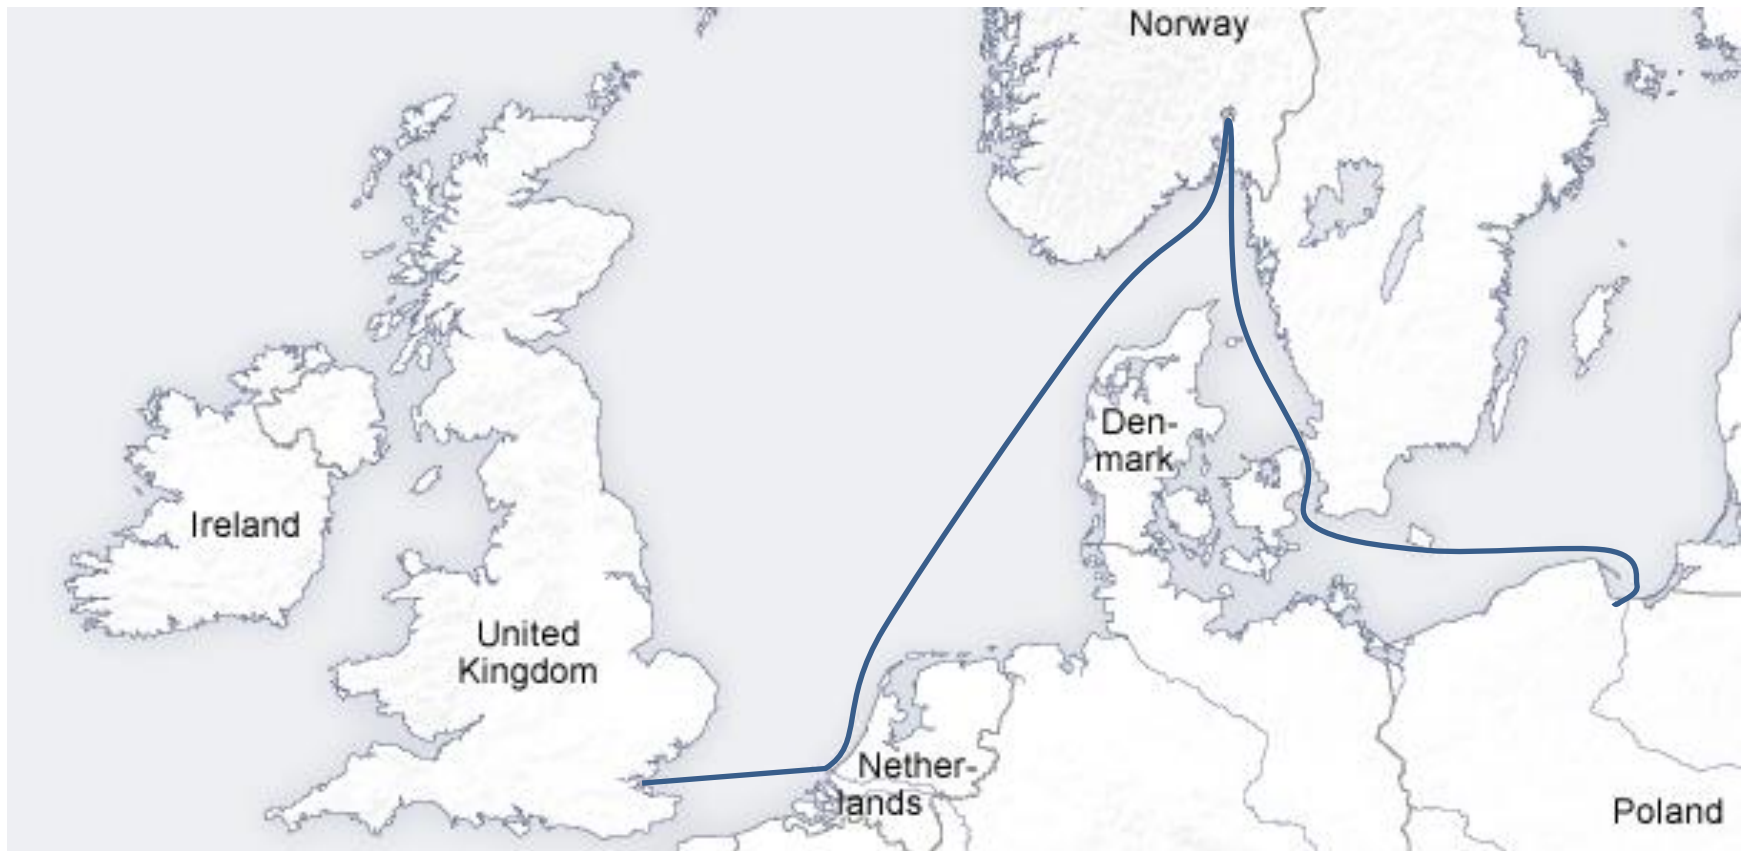 Norway
Den-
mark
Ireland
United
Kingdom
Nether-
lands
Poland